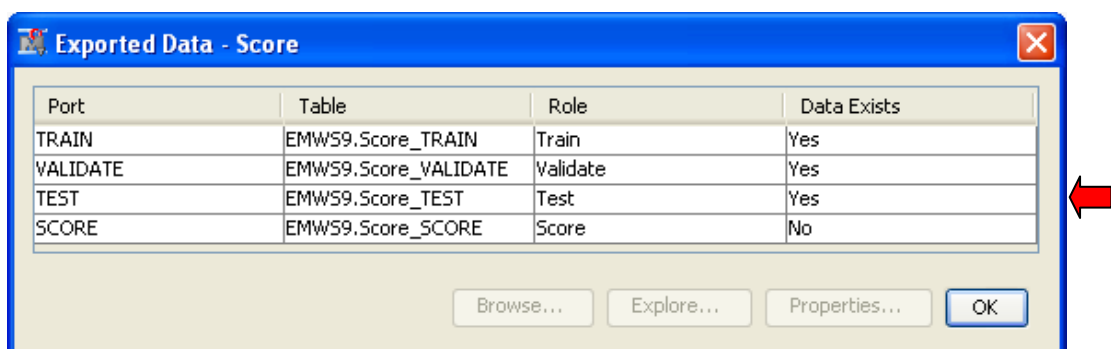 Exported Data - Score
Port Table Role Data Exists
TRAIN EMWS9.Score_TRAIN Train Yes
VALIDATE EMWS9.Score_VALIDATE Validate Yes
TEST EMWS9.Score_TEST Test Yes
SCORE EMWS9.Score_SCORE Score No
Browse... Explore... Properties... OK